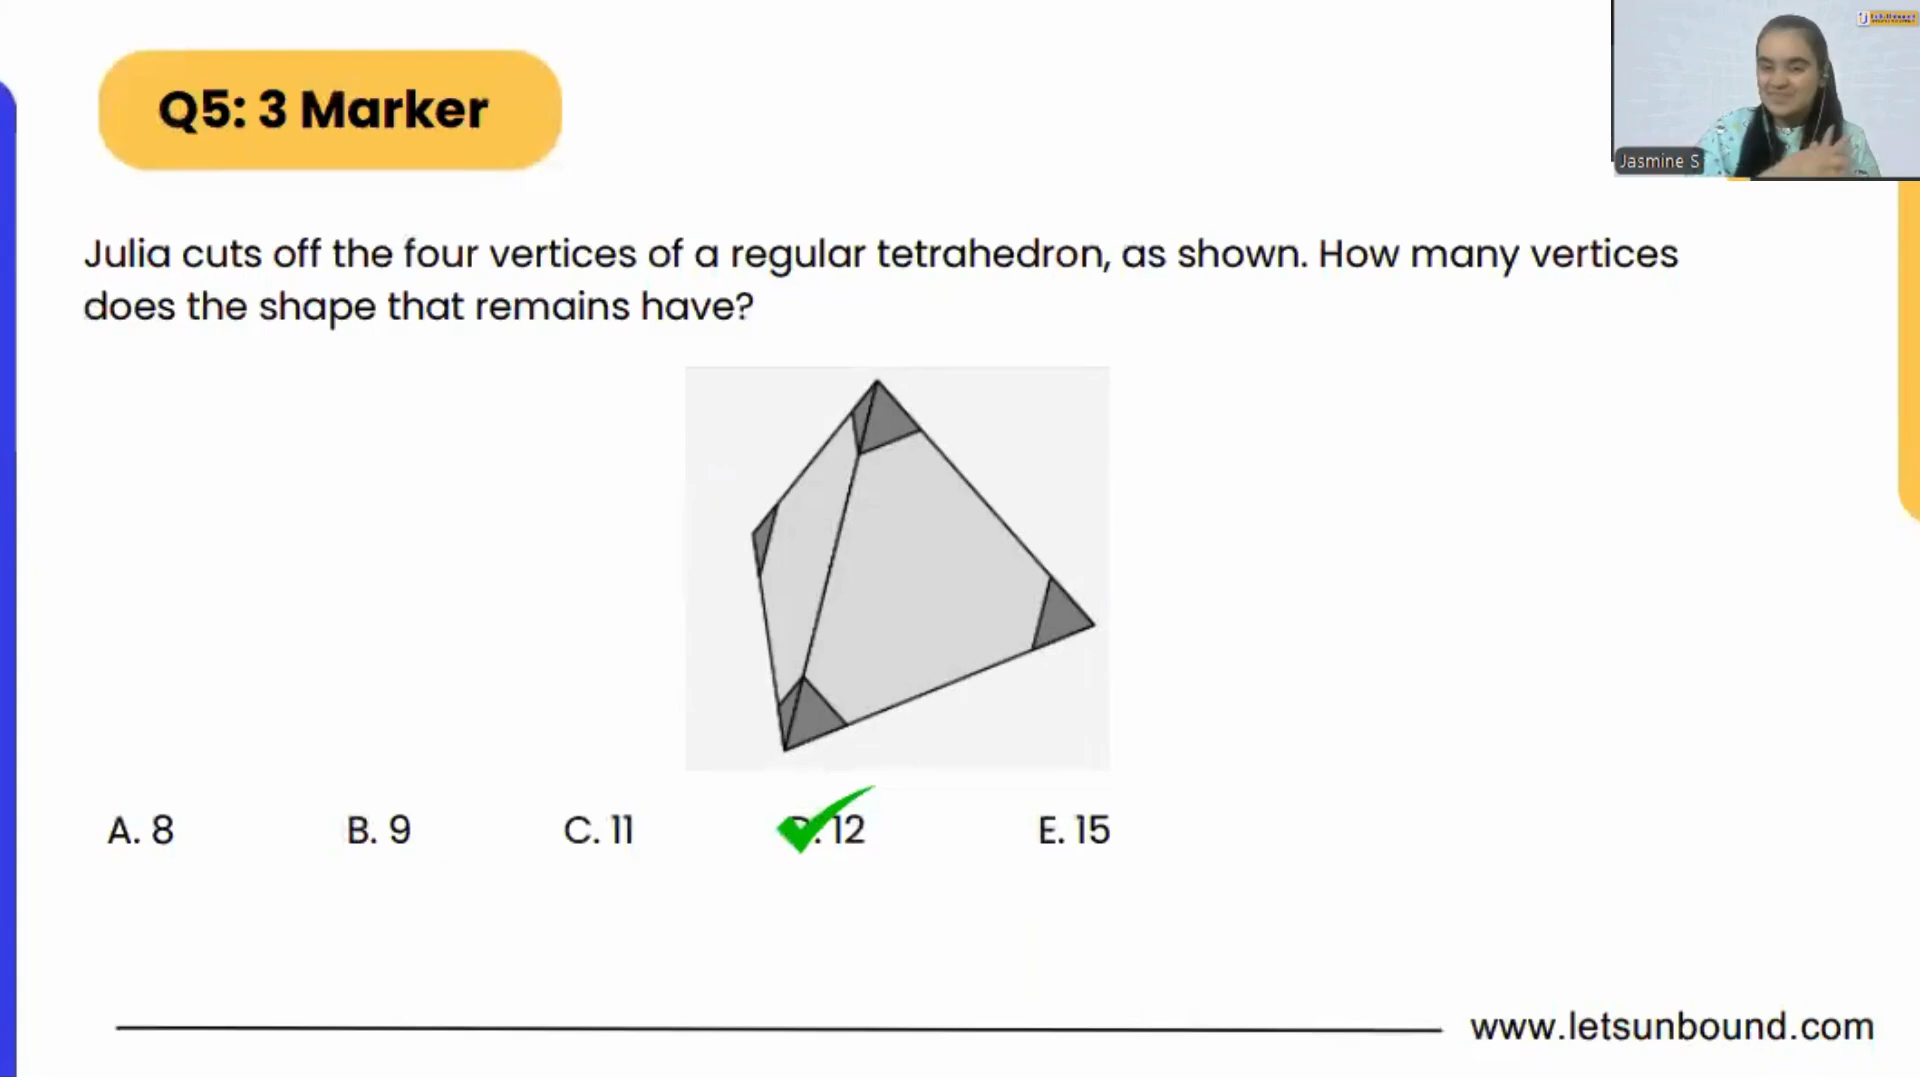 Q5: 3 Marker
Jasmine S
Julia cuts off the four vertices of a regular tetrahedron, as shown. How many vertices
does the shape that remains have?
A. 8 B. 9 C. 11 12 E. 15
www.letsunbound.com